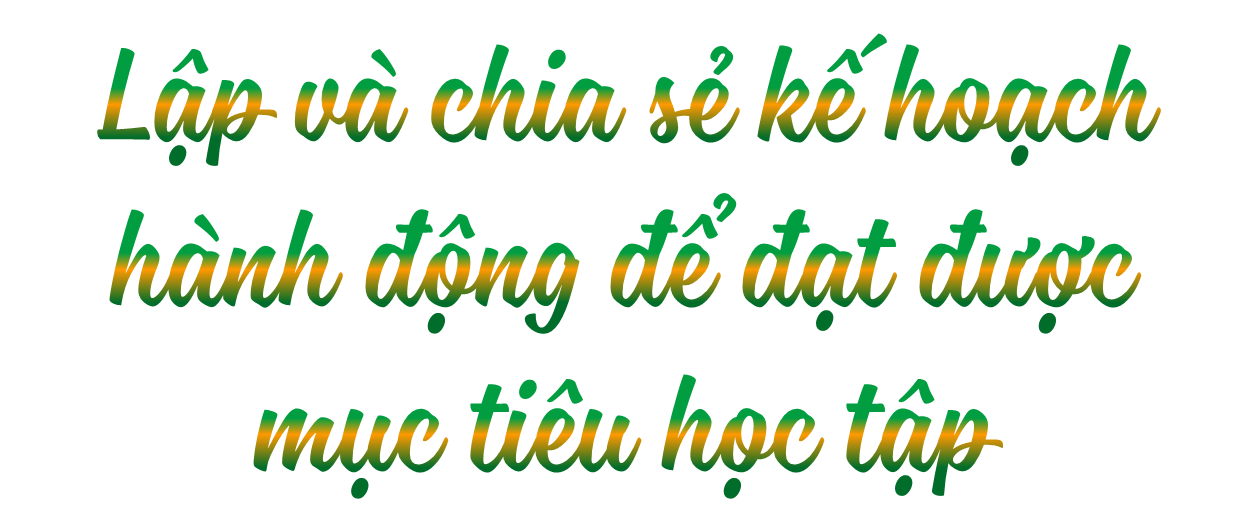 Lập và chia sẻ kế hoạch
hành động để đạt được
mục tiêu học tập